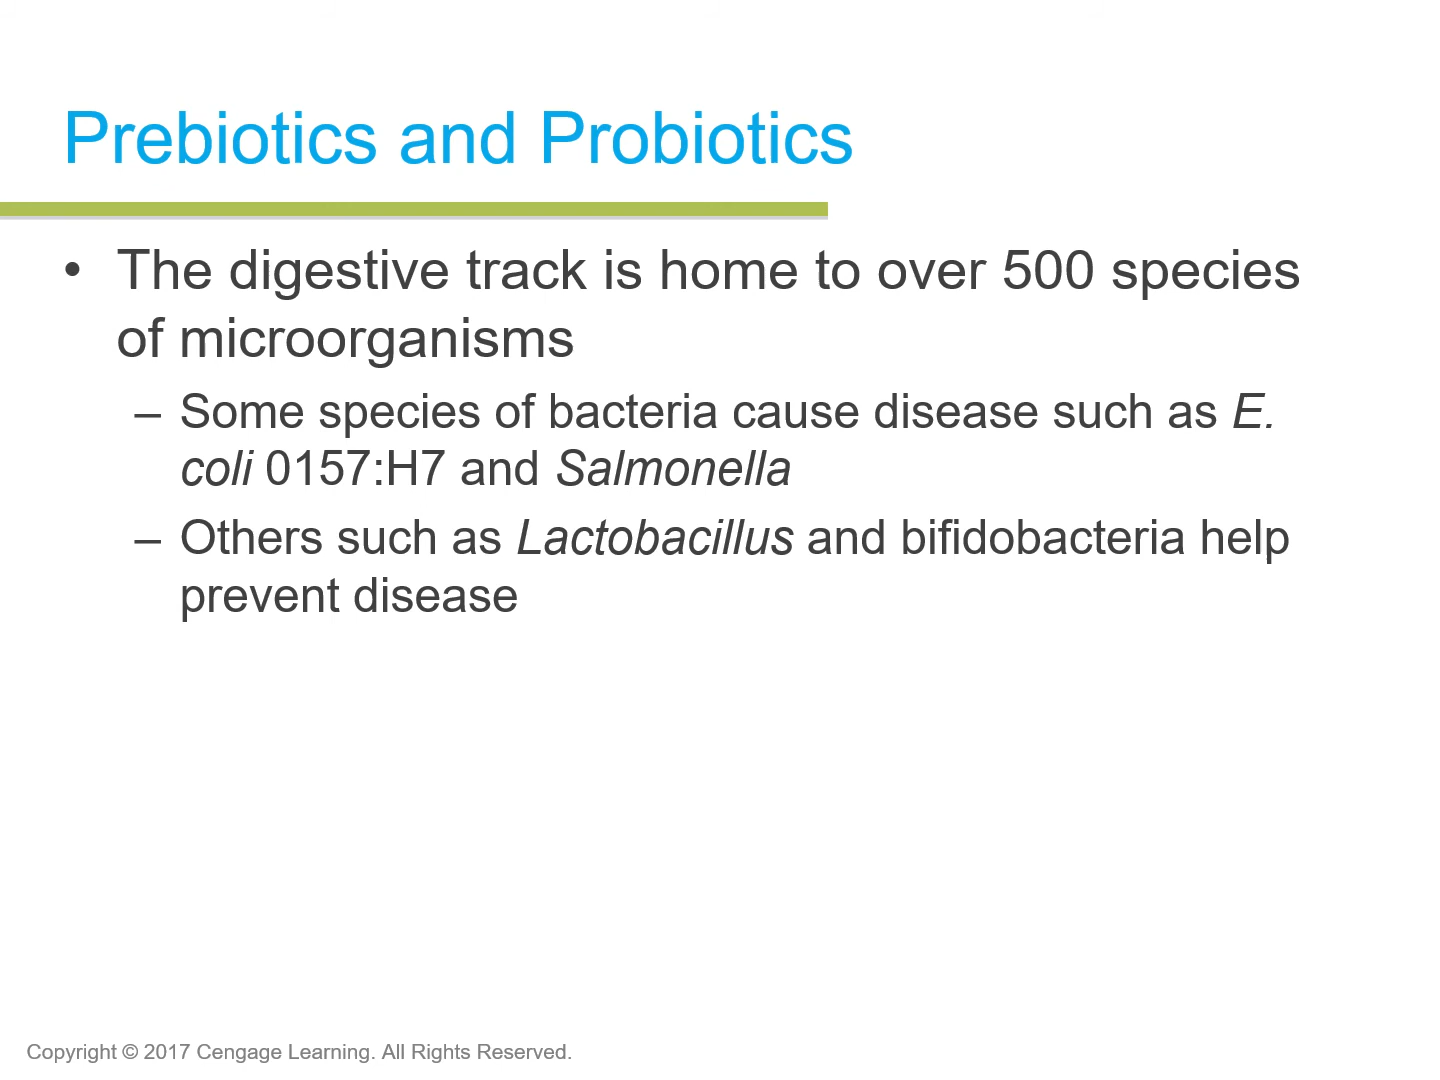 Prebiotics and Probiotics
• The digestive track is home to over 500 species
of microorganisms
– Some species of bacteria cause disease such as E.
coli 0157:H7 and Salmonella
– Others such as Lactobacillus and bifidobacteria help
prevent disease
Copyright © 2017 Cengage Learning. All Rights Reserved.